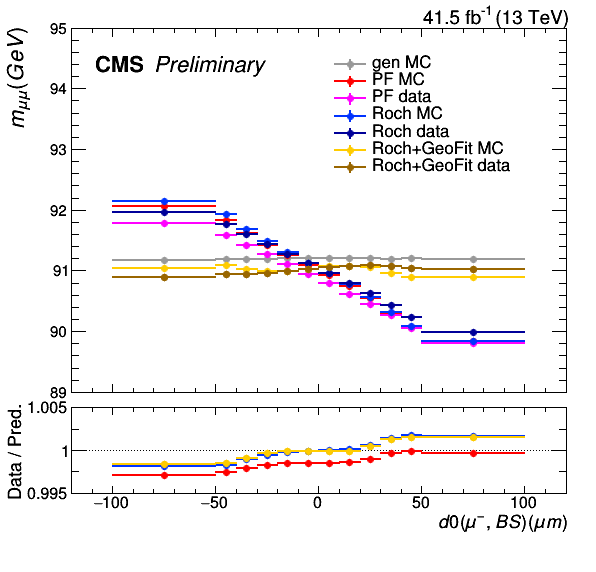 41.5 fb⁻¹ (13 TeV)
m_μμ(GeV)
CMS Preliminary
gen MC
PF MC
PF data
Roch MC
Roch data
Roch+GeoFit MC
Roch+GeoFit data
95
94
93
92
91
90
89
Data / Pred.
1.005
1
0.995
−100 −50 0 50 100
d0(μ⁻, BS)(μm)